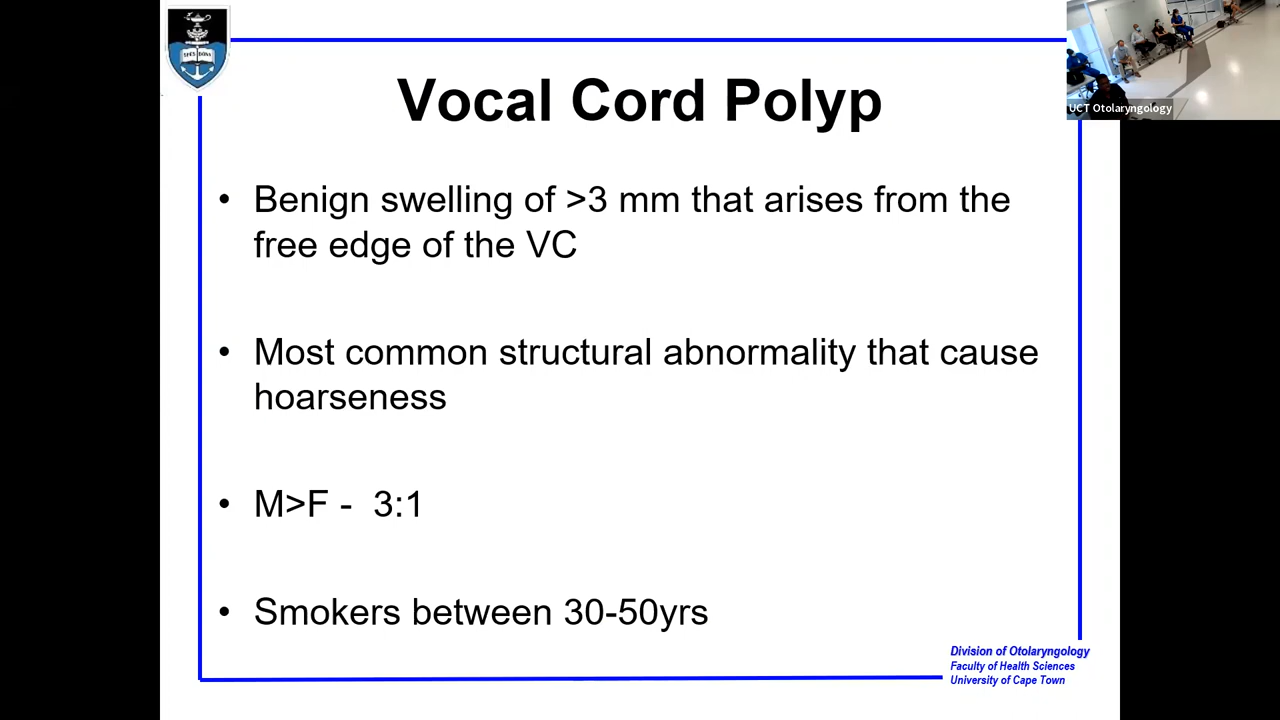 Vocal Cord Polyp
• Benign swelling of >3 mm that arises from the
free edge of the VC
• Most common structural abnormality that cause
hoarseness
• M>F -  3:1
• Smokers between 30-50yrs
Division of Otolaryngology
Faculty of Health Sciences
University of Cape Town
UCT Otolaryngology
SPES BONA